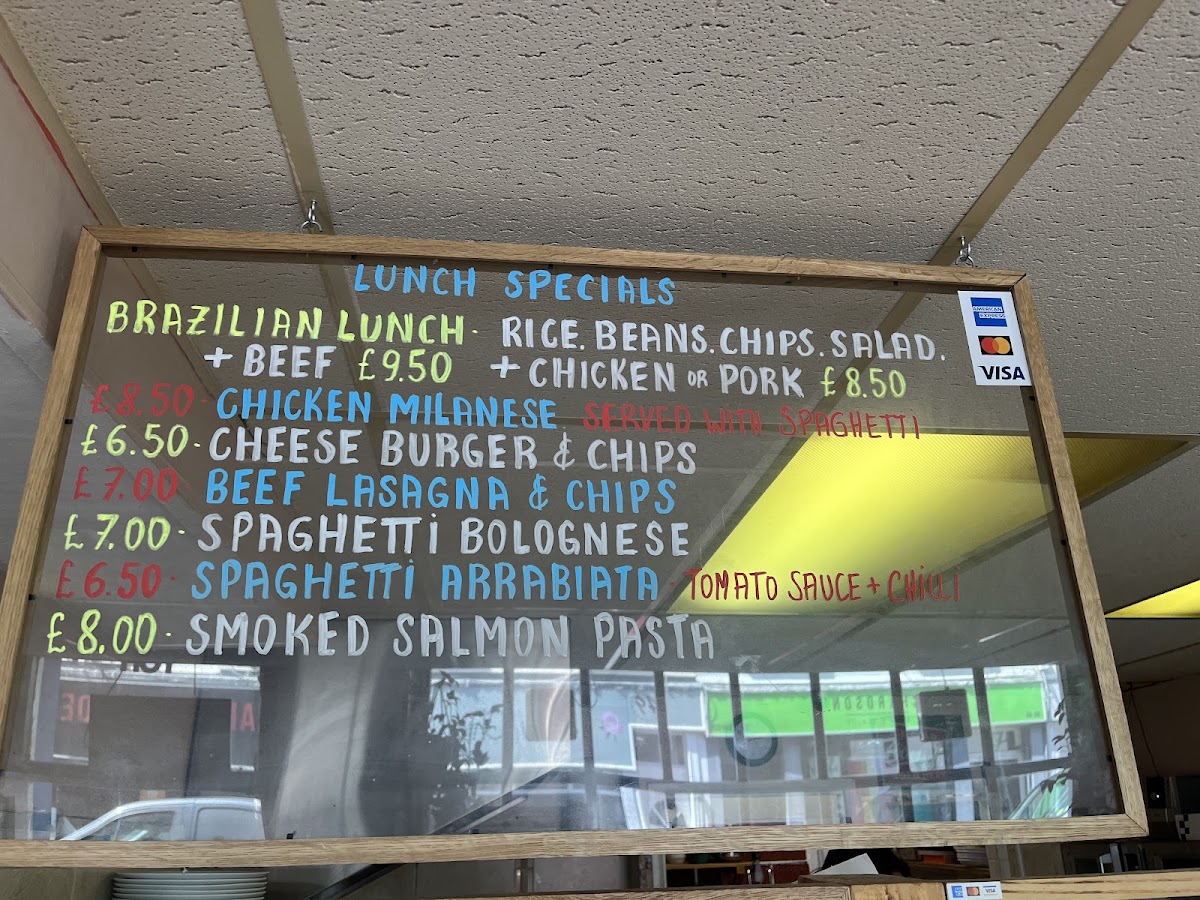 LUNCH SPECIALS
BRAZILIAN LUNCH · RICE. BEANS. CHIPS. SALAD.
+ BEEF £9.50 + CHICKEN OR PORK £8.50
£8.50 · CHICKEN MILANESE SERVED WITH SPAGHETTI
£6.50 · CHEESE BURGER & CHIPS
£7.00 BEEF LASAGNA & CHIPS
£7.00 · SPAGHETTI BOLOGNESE
£6.50 · SPAGHETTI ARRABIATA · TOMATO SAUCE + CHILLI
£8.00 · SMOKED SALMON PASTA
AMERICAN EXPRESS
VISA
VISA